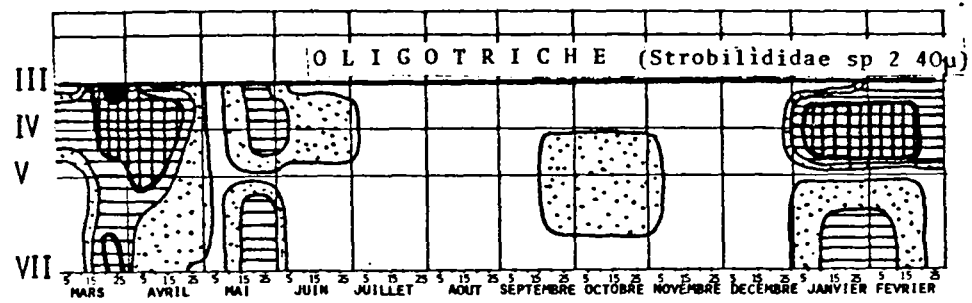 OLIGOTRICHE (Strobilididae sp 2 40µ)
III
IV
V
VII
5 15 25 5 15 25 5 15 25 5 15 25 5 15 25 5 15 25 5 15 25 5 15 25 5 15 25 5 15 25 5 15 25 5 15 25
MARS AVRIL MAI JUIN JUILLET AOUT SEPTEMBRE OCTOBRE NOVEMBRE DECEMBRE JANVIER FEVRIER